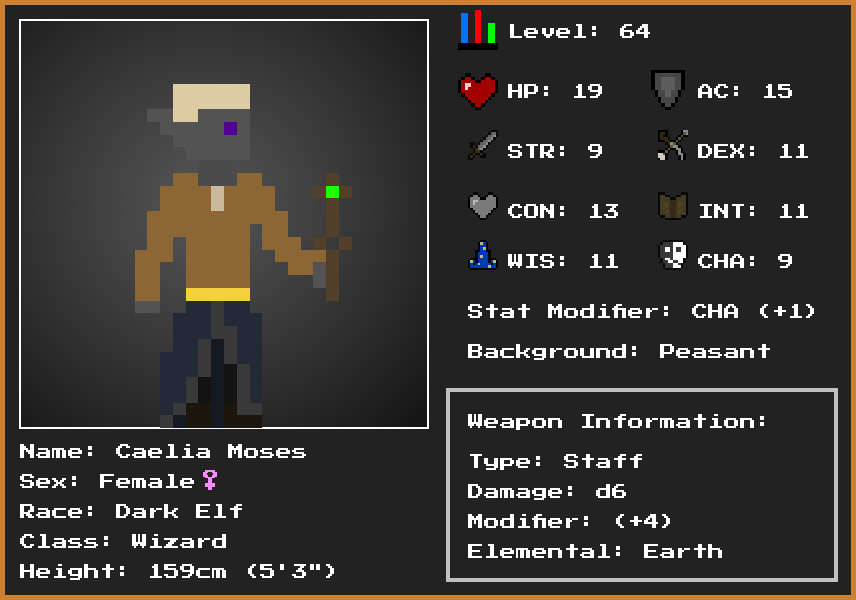 Level: 64
HP: 19
AC: 15
STR: 9
DEX: 11
CON: 13
INT: 11
WIS: 11
CHA: 9
Stat Modifier: CHA (+1)
Background: Peasant
Name: Caelia Moses
Sex: Female♀
Race: Dark Elf
Class: Wizard
Height: 159cm (5'3")
Weapon Information:
Type: Staff
Damage: d6
Modifier: (+4)
Elemental: Earth